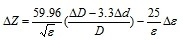 ΔZ = 59.96/√ε (ΔD − 3.3Δd / D) − 25/ε Δε